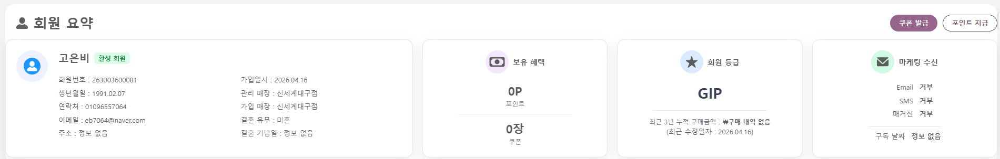 회원 요약
쿠폰 발급
포인트 지급
고은비 활성 회원
회원번호 : 263003600081
가입일시 : 2026.04.16
생년월일 : 1991.02.07
관리 매장 : 신세계대구점
연락처 : 01096557064
가입 매장 : 신세계대구점
이메일 : eb7064@naver.com
결혼 유무 : 미혼
주소 : 정보 없음
결혼 기념일 : 정보 없음
보유 혜택
0P
포인트
0장
쿠폰
회원 등급
GIP
최근 3년 누적 구매금액 : ₩구매 내역 없음
(최근 수정일자 : 2026.04.16)
마케팅 수신
Email 거부
SMS 거부
매거진 거부
구독 날짜 정보 없음